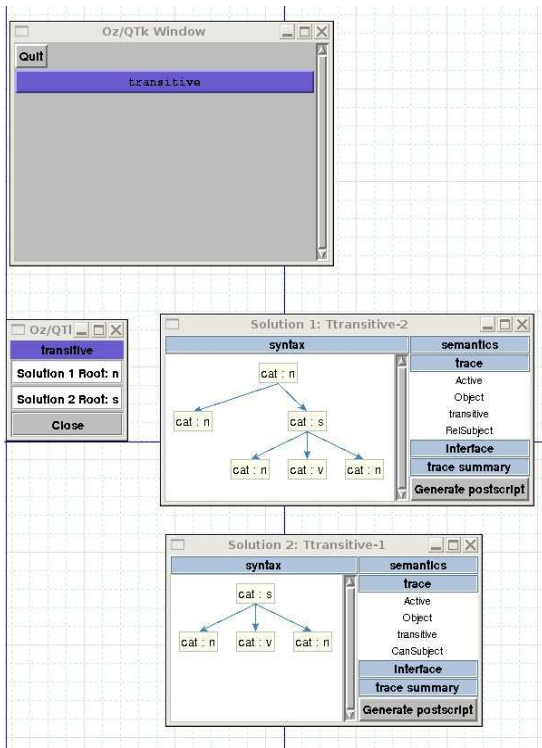 Oz/QTk Window
Quit
transitive
Oz/QTl
transitive
Solution 1 Root: n
Solution 2 Root: s
Close
Solution 1: Ttransitive-2
syntax
semantics
trace
Active
Object
transitive
RelSubject
Interface
trace summary
Generate postscript
cat : n
cat : n
cat : s
cat : n
cat : v
cat : n
Solution 2: Ttransitive-1
syntax
semantics
trace
Active
Object
transitive
CanSubject
Interface
trace summary
Generate postscript
cat : s
cat : n
cat : v
cat : n